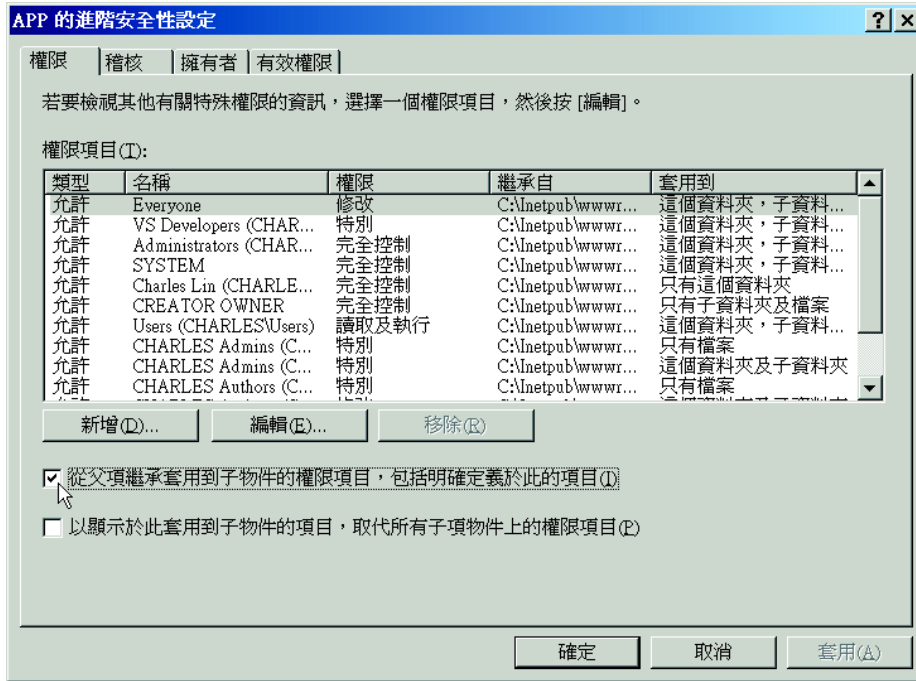 APP 的進階安全性設定
權限 稽核 擁有者 有效權限
若要檢視其他有關特殊權限的資訊，選擇一個權限項目，然後按 [編輯]。
權限項目(T):
類型 名稱 權限 繼承自 套用到
允許 Everyone 修改 C:\Inetpub\wwwr... 這個資料夾，子資料...
允許 VS Developers (CHAR... 特別 C:\Inetpub\wwwr... 這個資料夾，子資料...
允許 Administrators (CHAR... 完全控制 C:\Inetpub\wwwr... 這個資料夾，子資料...
允許 SYSTEM 完全控制 C:\Inetpub\wwwr... 這個資料夾，子資料...
允許 Charles Lin (CHARLE... 完全控制 C:\Inetpub\wwwr... 只有這個資料夾
允許 CREATOR OWNER 完全控制 C:\Inetpub\wwwr... 只有子資料夾及檔案
允許 Users (CHARLES\Users) 讀取及執行 C:\Inetpub\wwwr... 這個資料夾，子資料...
允許 CHARLES Admins (C... 特別 C:\Inetpub\wwwr... 只有檔案
允許 CHARLES Admins (C... 特別 C:\Inetpub\wwwr... 這個資料夾及子資料夾
允許 CHARLES Authors (C... 特別 C:\Inetpub\wwwr... 只有檔案
新增(D)... 編輯(E)... 移除(R)
從父項繼承套用到子物件的權限項目，包括明確定義於此的項目(I)
以顯示於此套用到子物件的項目，取代所有子項物件上的權限項目(P)
確定 取消 套用(A)